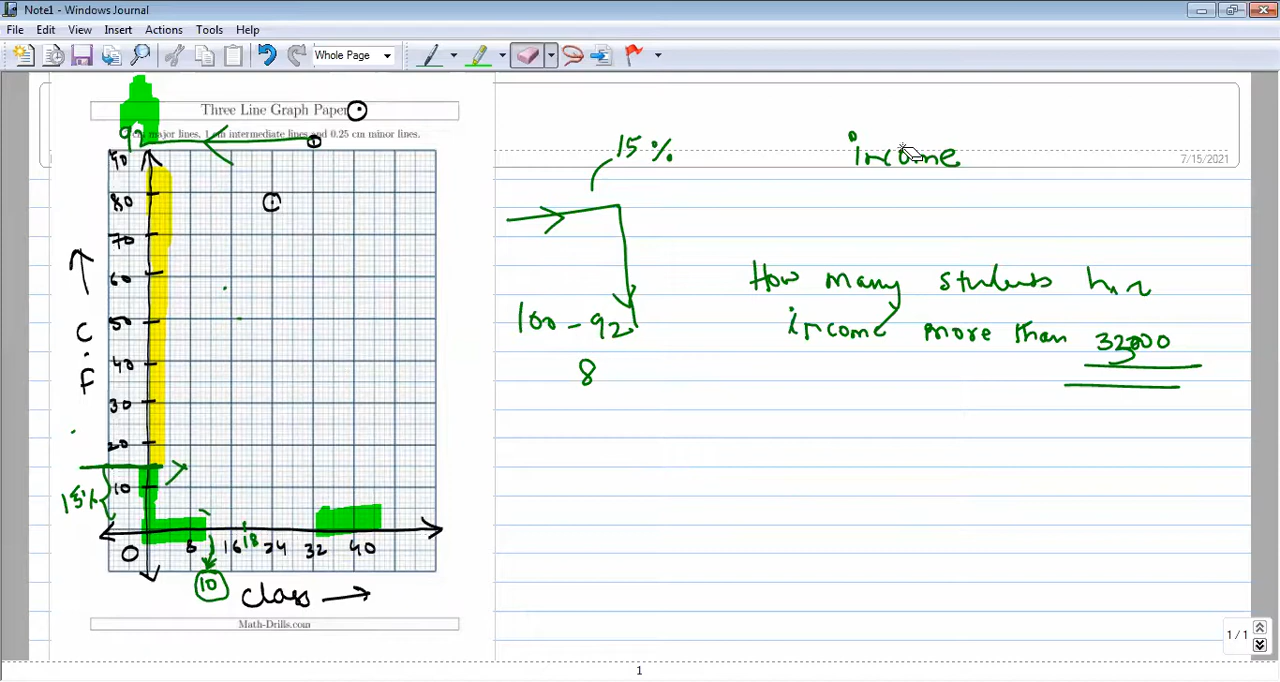 Note1 - Windows Journal
File Edit View Insert Actions Tools Help
Whole Page
Three Line Graph Paper
major lines, 1 cm intermediate lines and 0.25 cm minor lines.
7/15/2021
15%
income
90
80
70
60
50
40
30
20
10
C.F
15%
0 8 16 18 24 32 40
10
class
Math-Drills.com
100 - 92
8
How many students
income more than 32000
1/1
1